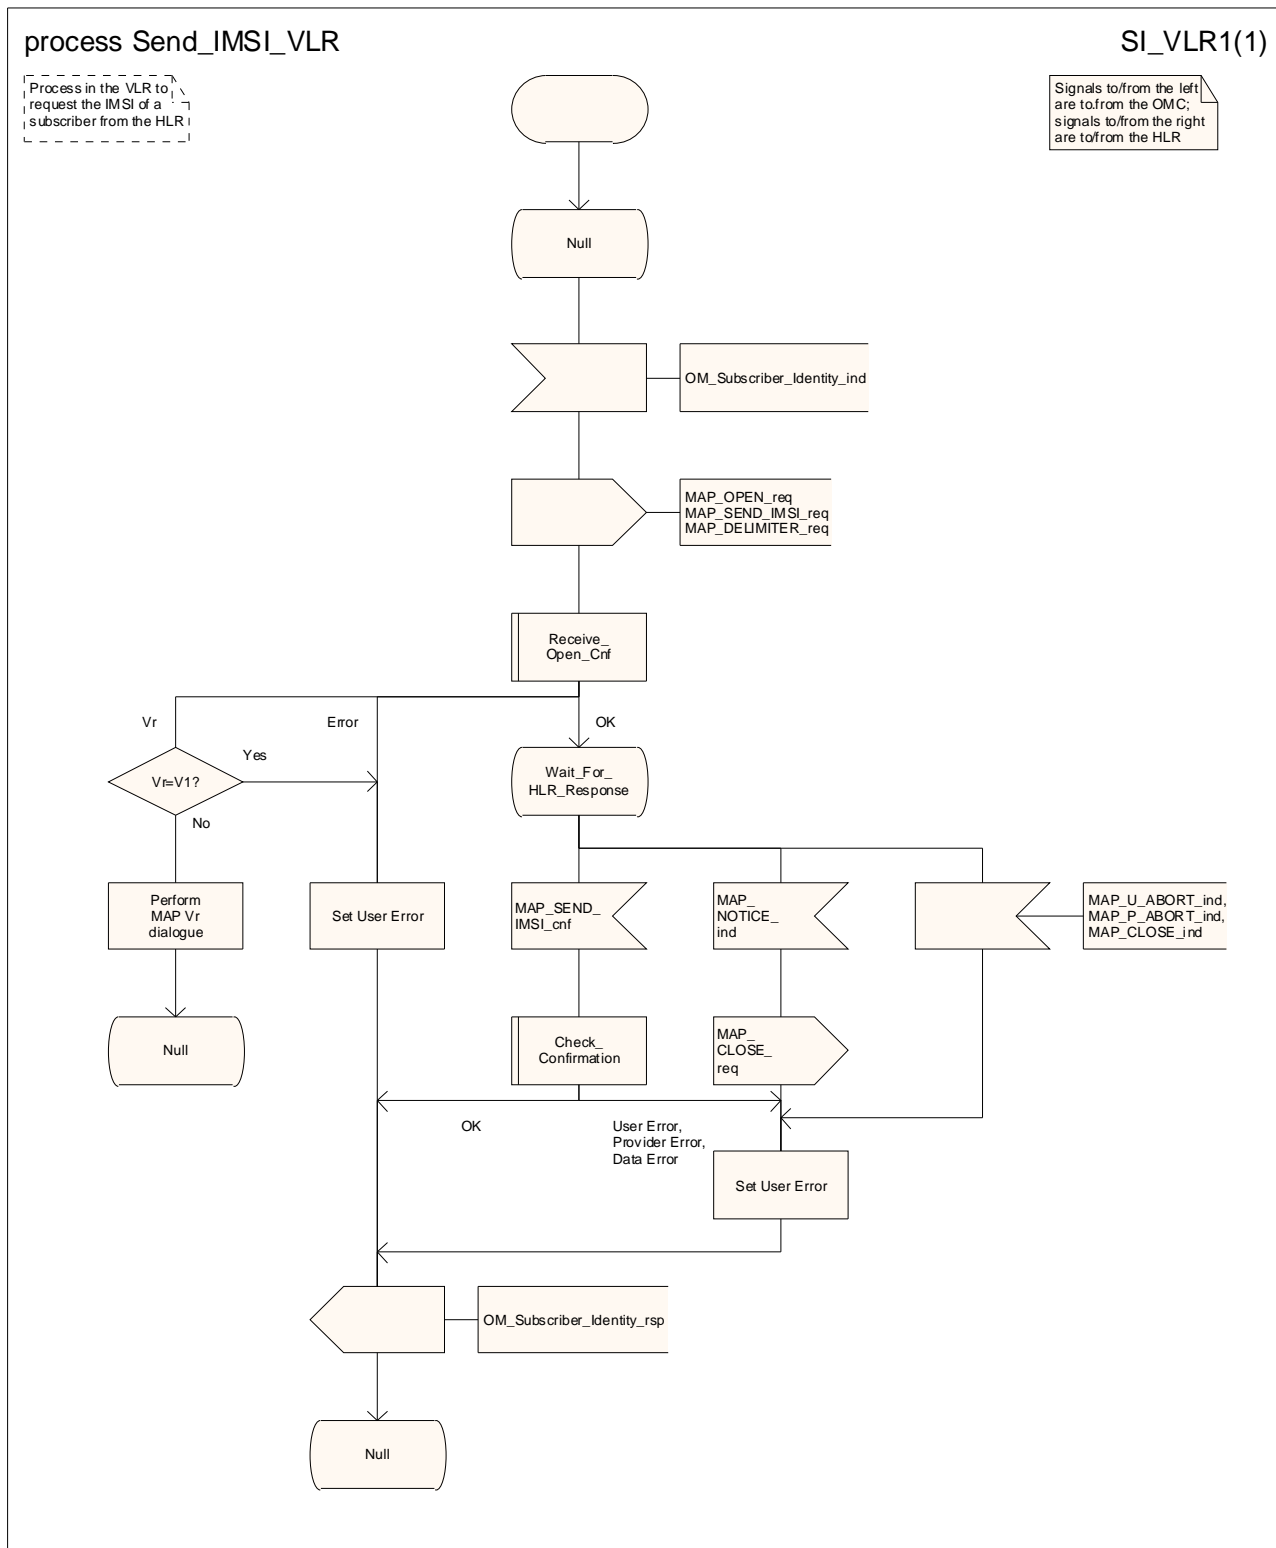 process Send_IMSI_VLR
SI_VLR1(1)
Process in the VLR to
request the IMSI of a
subscriber from the HLR
Signals to/from the left
are to.from the OMC;
signals to/from the right
are to/from the HLR
Null
OM_Subscriber_Identity_ind
MAP_OPEN_req
MAP_SEND_IMSI_req
MAP_DELIMITER_req
Receive_
Open_Cnf
Vr
Error
OK
Yes
Vr=V1?
Wait_For_
HLR_Response
No
Perform
MAP Vr
dialogue
Set User Error
MAP_SEND_
IMSI_cnf
MAP_
NOTICE_
ind
MAP_U_ABORT_ind,
MAP_P_ABORT_ind,
MAP_CLOSE_ind
Null
Check_
Confirmation
MAP_
CLOSE_
req
OK
User Error,
Provider Error,
Data Error
Set User Error
OM_Subscriber_Identity_rsp
Null